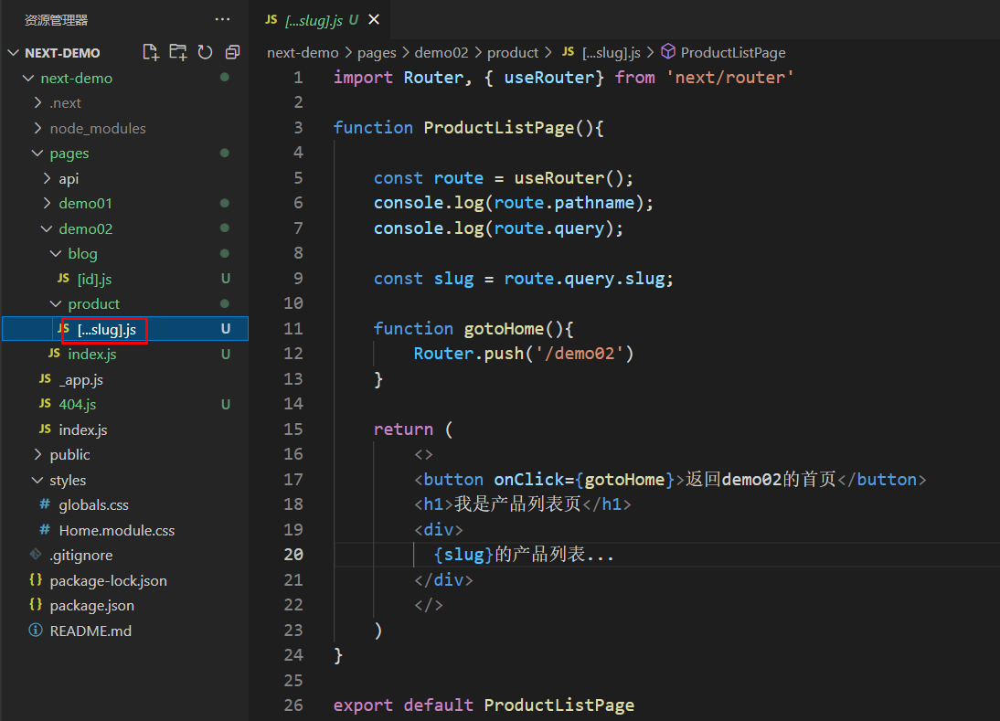 资源管理器 ···
NEXT-DEMO
next-demo
.next
node_modules
pages
api
demo01
demo02
blog
JS [id].js U
product
JS [...slug].js U
JS index.js U
JS _app.js
JS 404.js U
JS index.js
public
styles
# globals.css
# Home.module.css
.gitignore
{} package-lock.json
{} package.json
README.md
JS [...slug].js U
next-demo > pages > demo02 > product > JS [...slug].js > ProductListPage
1 import Router, { useRouter} from 'next/router'
2
3 function ProductListPage(){
4
5 const route = useRouter();
6 console.log(route.pathname);
7 console.log(route.query);
8
9 const slug = route.query.slug;
10
11 function gotoHome(){
12 Router.push('/demo02')
13 }
14
15 return (
16 <>
17 <button onClick={gotoHome}>返回demo02的首页</button>
18 <h1>我是产品列表页</h1>
19 <div>
20 {slug}的产品列表...
21 </div>
22 </>
23 )
24 }
25
26 export default ProductListPage